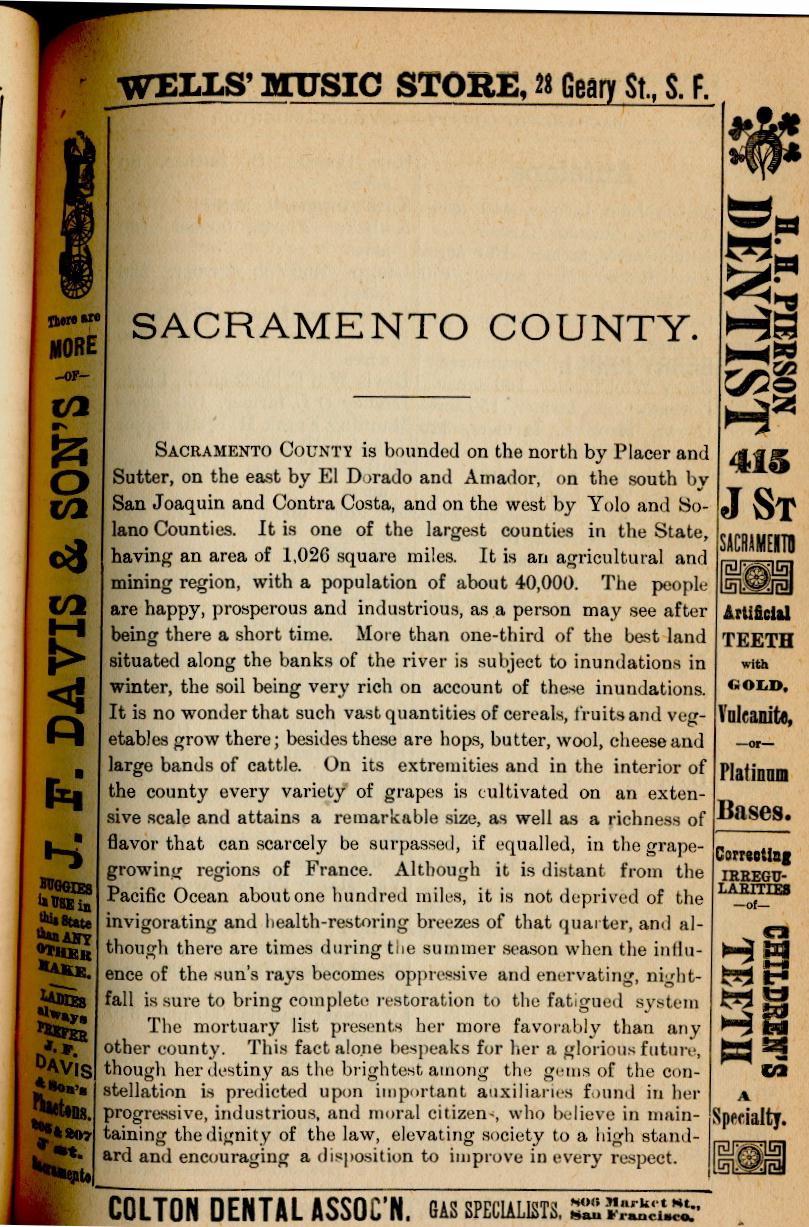 WELLS' MUSIC STORE, 28 Geary St., S. F.
There are
MORE
—OF—
J. F. DAVIS & SON'S
BUGGIES
in USE in
this State
than ANY
OTHER
MAKE.
LADIES
always
PREFER
J. F.
DAVIS
& Son's
Phaetons.
205 & 207
J St.
Sacramento
SACRAMENTO COUNTY.
SACRAMENTO COUNTY is bounded on the north by Placer and
Sutter, on the east by El Dorado and Amador, on the south by
San Joaquin and Contra Costa, and on the west by Yolo and So-
lano Counties. It is one of the largest counties in the State,
having an area of 1,026 square miles. It is an agricultural and
mining region, with a population of about 40,000. The people
are happy, prosperous and industrious, as a person may see after
being there a short time. More than one-third of the best land
situated along the banks of the river is subject to inundations in
winter, the soil being very rich on account of these inundations.
It is no wonder that such vast quantities of cereals, fruits and veg-
etables grow there; besides these are hops, butter, wool, cheese and
large bands of cattle. On its extremities and in the interior of
the county every variety of grapes is cultivated on an exten-
sive scale and attains a remarkable size, as well as a richness of
flavor that can scarcely be surpassed, if equalled, in the grape-
growing regions of France. Although it is distant from the
Pacific Ocean about one hundred miles, it is not deprived of the
invigorating and health-restoring breezes of that quarter, and al-
though there are times during the summer season when the influ-
ence of the sun's rays becomes oppressive and enervating, night-
fall is sure to bring complete restoration to the fatigued system
The mortuary list presents her more favorably than any
other county. This fact alone bespeaks for her a glorious future,
though her destiny as the brightest among the gems of the con-
stellation is predicted upon important auxiliaries found in her
progressive, industrious, and moral citizens, who believe in main-
taining the dignity of the law, elevating society to a high stand-
ard and encouraging a disposition to improve in every respect.
H. H. PIERSON
DENTIST
415
J ST
SACRAMENTO
Artificial
TEETH
with
GOLD,
Vulcanite,
—or—
Platinum
Bases.
Correcting
IRREGU-
LARITIES
—of—
CHILDREN'S
TEETH
A
Specialty.
COLTON DENTAL ASSOC'N. GAS SPECIALISTS, 806 Market St., San Francisco.